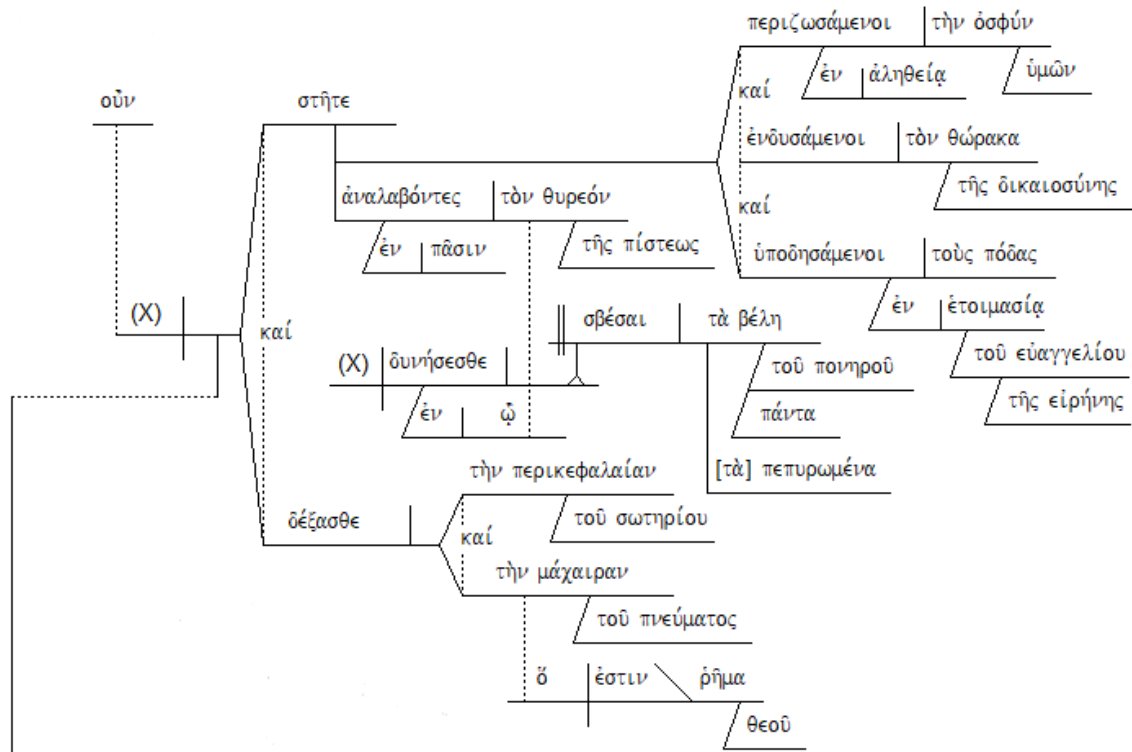 περιζωσάμενοι τὴν ὀσφύν
ἐν ἀληθείᾳ ὑμῶν
καί
οὖν στῆτε
ἐνδυσάμενοι τὸν θώρακα
τῆς δικαιοσύνης
καί
ἀναλαβόντες τὸν θυρεόν
ἐν πᾶσιν τῆς πίστεως
ὑποδησάμενοι τοὺς πόδας
ἐν ἑτοιμασίᾳ
τοῦ εὐαγγελίου
τῆς εἰρήνης
(X) καί
σβέσαι τὰ βέλη
(X) δυνήσεσθε
τοῦ πονηροῦ
ἐν ᾧ
πάντα
[τὰ] πεπυρωμένα
τὴν περικεφαλαίαν
τοῦ σωτηρίου
δέξασθε καί
τὴν μάχαιραν
τοῦ πνεύματος
ὅ ἐστιν ῥῆμα
θεοῦ